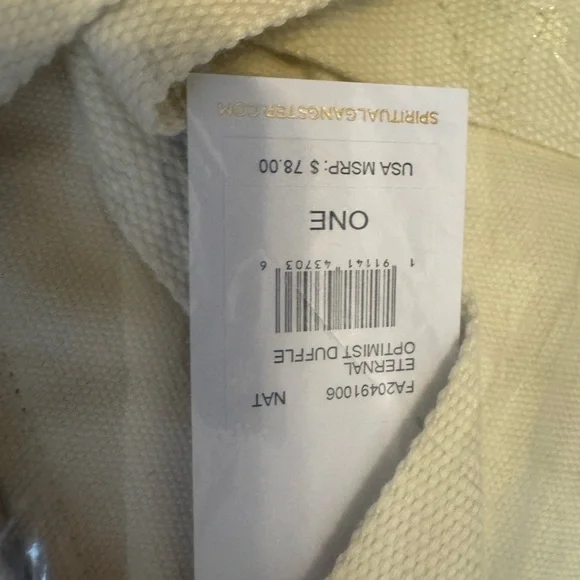 FA20491006 NAT
ETERNAL
OPTIMIST DUFFLE
1 91141 43703 6
ONE
USA MSRP: $ 78.00
SPIRITUALGANGSTER.COM